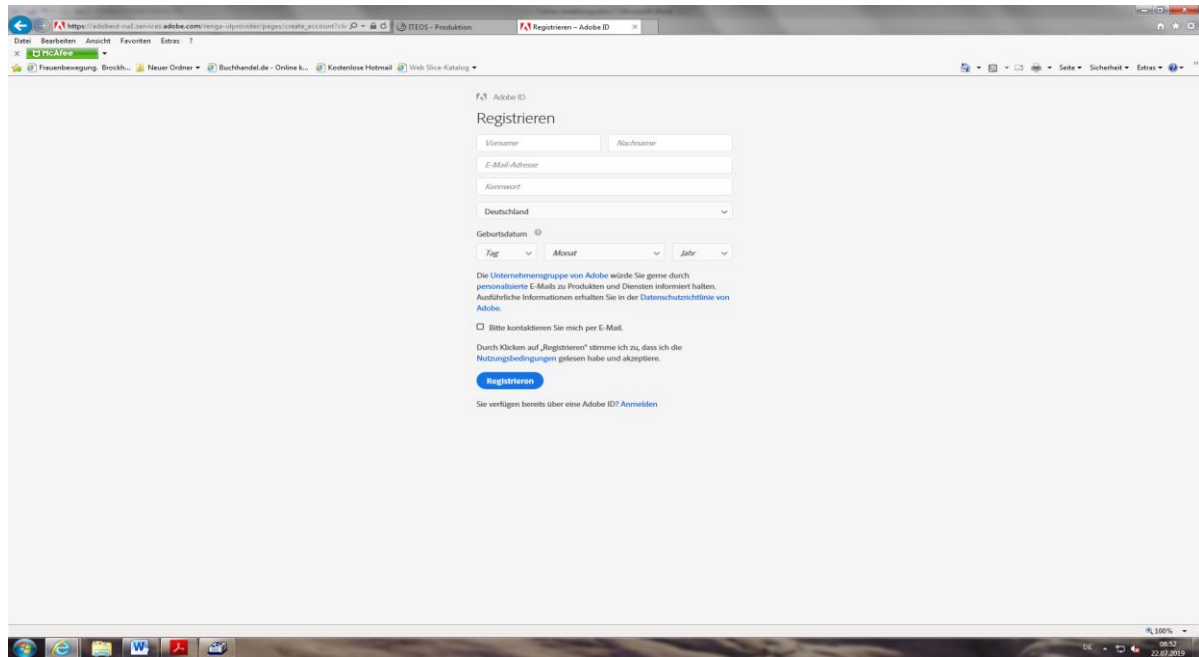 https://adobeid-na1.services.adobe.com/renga-idprovider/pages/create_account?cli
ITEOS - Produktion
Registrieren – Adobe ID
Datei Bearbeiten Ansicht Favoriten Extras ?
McAfee
Frauenbewegung. Brockh...
Neuer Ordner
Buchhandel.de - Online k...
Kostenlose Hotmail
Web Slice-Katalog
Seite
Sicherheit
Extras
Adobe ID
Registrieren
Vorname
Nachname
E-Mail-Adresse
Kennwort
Deutschland
Geburtsdatum
Tag
Monat
Jahr
Die Unternehmensgruppe von Adobe würde Sie gerne durch
personalisierte E-Mails zu Produkten und Diensten informiert halten.
Ausführliche Informationen erhalten Sie in der Datenschutzrichtlinie von
Adobe.
Bitte kontaktieren Sie mich per E-Mail.
Durch Klicken auf „Registrieren“ stimme ich zu, dass ich die
Nutzungsbedingungen gelesen habe und akzeptiere.
Registrieren
Sie verfügen bereits über eine Adobe ID? Anmelden
100%
DE
08:52
22.07.2019